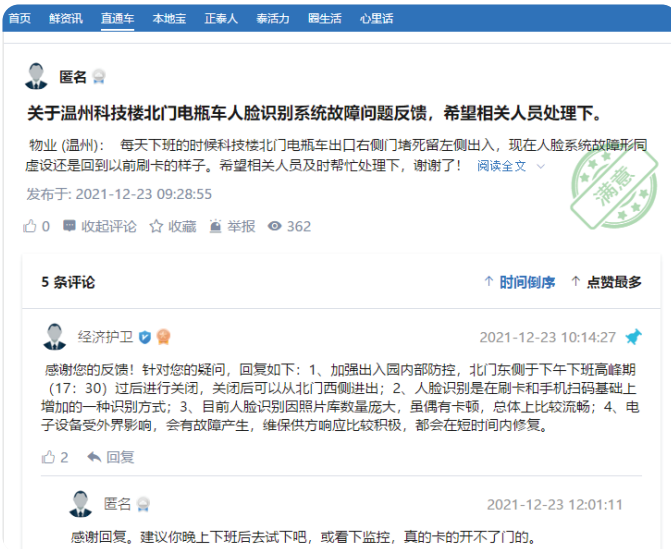 首页 鲜资讯 直通车 本地宝 正泰人 泰活力 圈生活 心里话
匿名
关于温州科技楼北门电瓶车人脸识别系统故障问题反馈，希望相关人员处理下。
物业 (温州)： 每天下班的时候科技楼北门电瓶车出口右侧门堵死留左侧出入，现在人脸系统故障形同
虚设还是回到以前刷卡的样子。希望相关人员及时帮忙处理下，谢谢了！ 阅读全文
满意
发布于: 2021-12-23 09:28:55
0 收起评论 收藏 举报 362
5 条评论 ↑ 时间倒序 ↑ 点赞最多
经济护卫 2021-12-23 10:14:27
感谢您的反馈！针对您的疑问，回复如下：1、加强出入园内部防控，北门东侧于下午下班高峰期
（17：30）过后进行关闭，关闭后可以从北门西侧进出；2、人脸识别是在刷卡和手机扫码基础上
增加的一种识别方式；3、目前人脸识别因照片库数量庞大，虽偶有卡顿，总体上比较流畅；4、电
子设备受外界影响，会有故障产生，维保供方响应比较积极，都会在短时间内修复。
2 回复
匿名 2021-12-23 12:01:11
感谢回复。建议你晚上下班后去试下吧，或看下监控，真的卡的开不了门的。